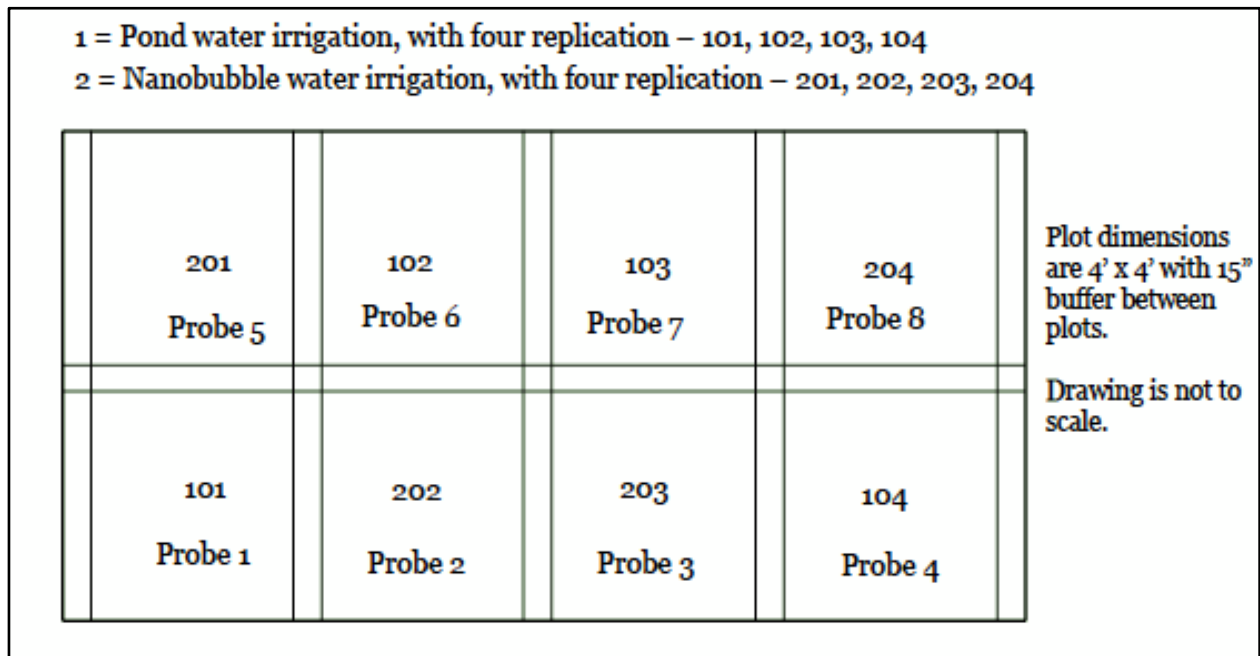 1 = Pond water irrigation, with four replication – 101, 102, 103, 104
2 = Nanobubble water irrigation, with four replication – 201, 202, 203, 204
201
102
103
204
Probe 5
Probe 6
Probe 7
Probe 8
Plot dimensions
are 4’ x 4’ with 15”
buffer between
plots.
Drawing is not to
scale.
101
202
203
104
Probe 1
Probe 2
Probe 3
Probe 4